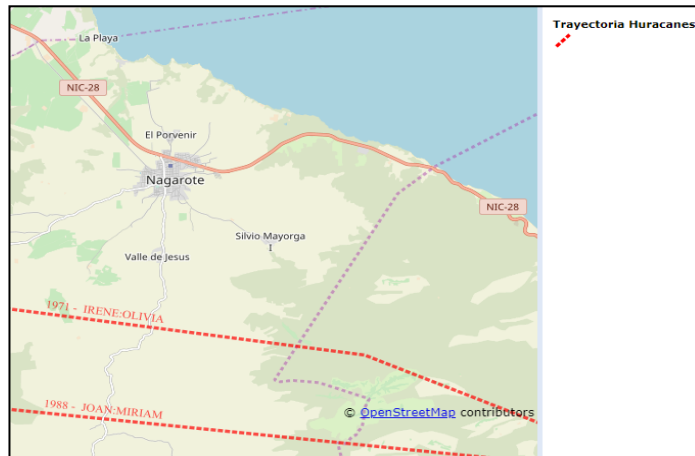 La Playa
NIC-28
El Porvenir
Nagarote
Silvio Mayorga
I
NIC-28
Valle de Jesus
1971 - IRENE:OLIVIA
1988 - JOAN:MIRIAM
© OpenStreetMap contributors
Trayectoria Huracanes